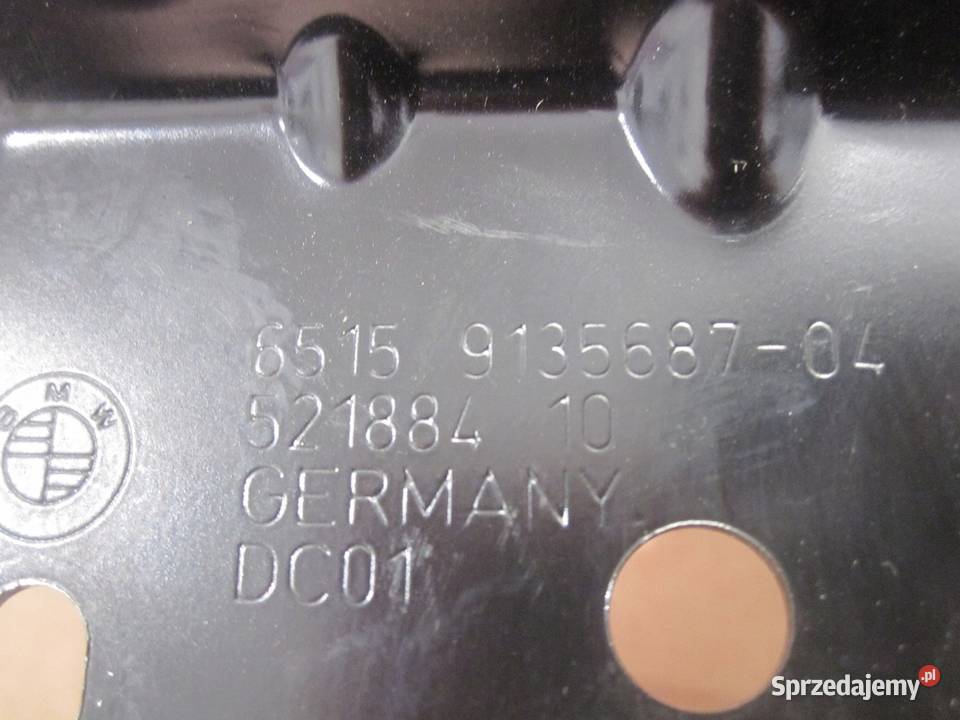 6515 9135687-04
521884 10
BMW
GERMANY
DC01
Sprzedajemy.pl